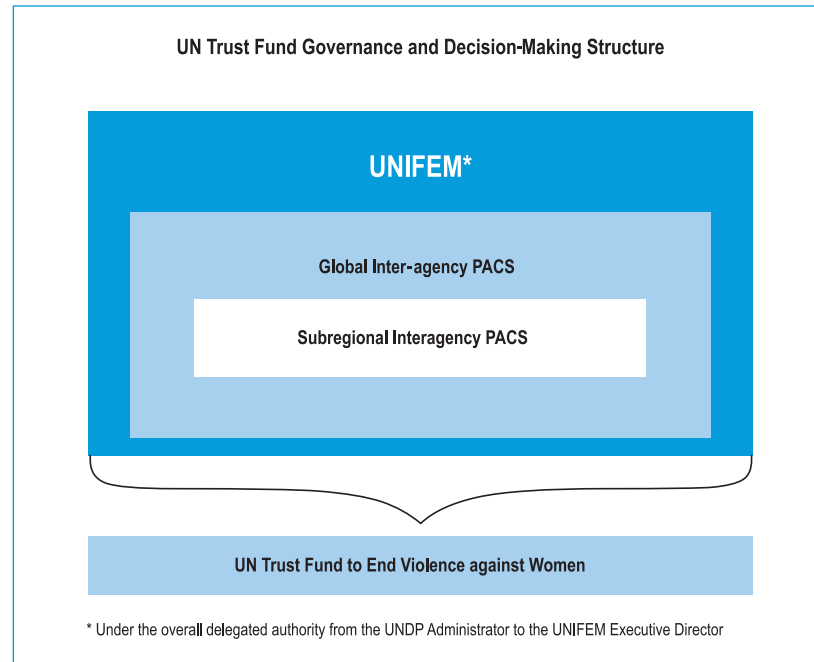 UN Trust Fund Governance and Decision-Making Structure
UNIFEM*
Global Inter-agency PACS
Subregional Interagency PACS
UN Trust Fund to End Violence against Women
* Under the overall delegated authority from the UNDP Administrator to the UNIFEM Executive Director